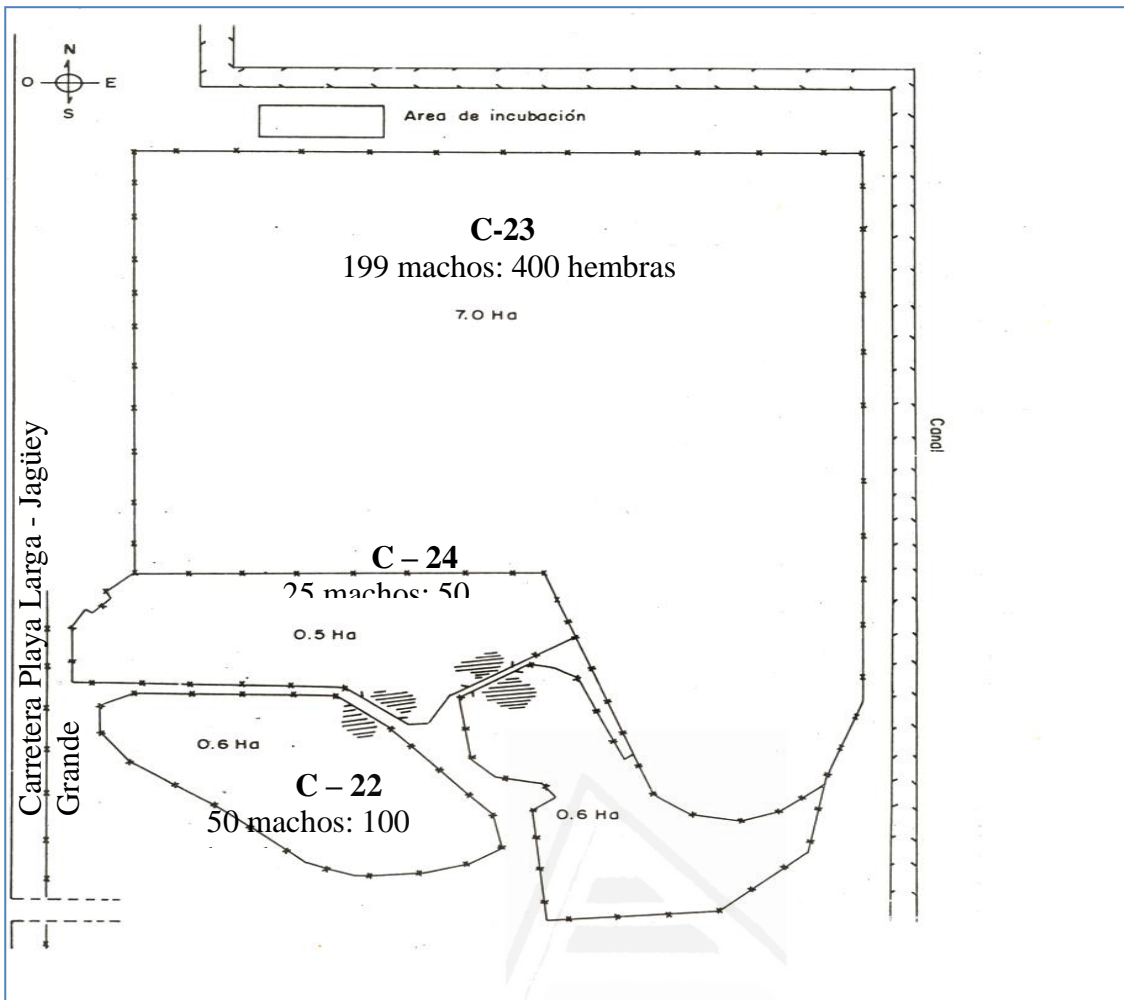 N
O E
S
Area de incubación
C-23
199 machos: 400 hembras
7.0 Ha
Canal
Carretera Playa Larga - Jagüey
Grande
C – 24
25 machos: 50
0.5 Ha
0.6 Ha
C – 22
50 machos: 100
0.6 Ha